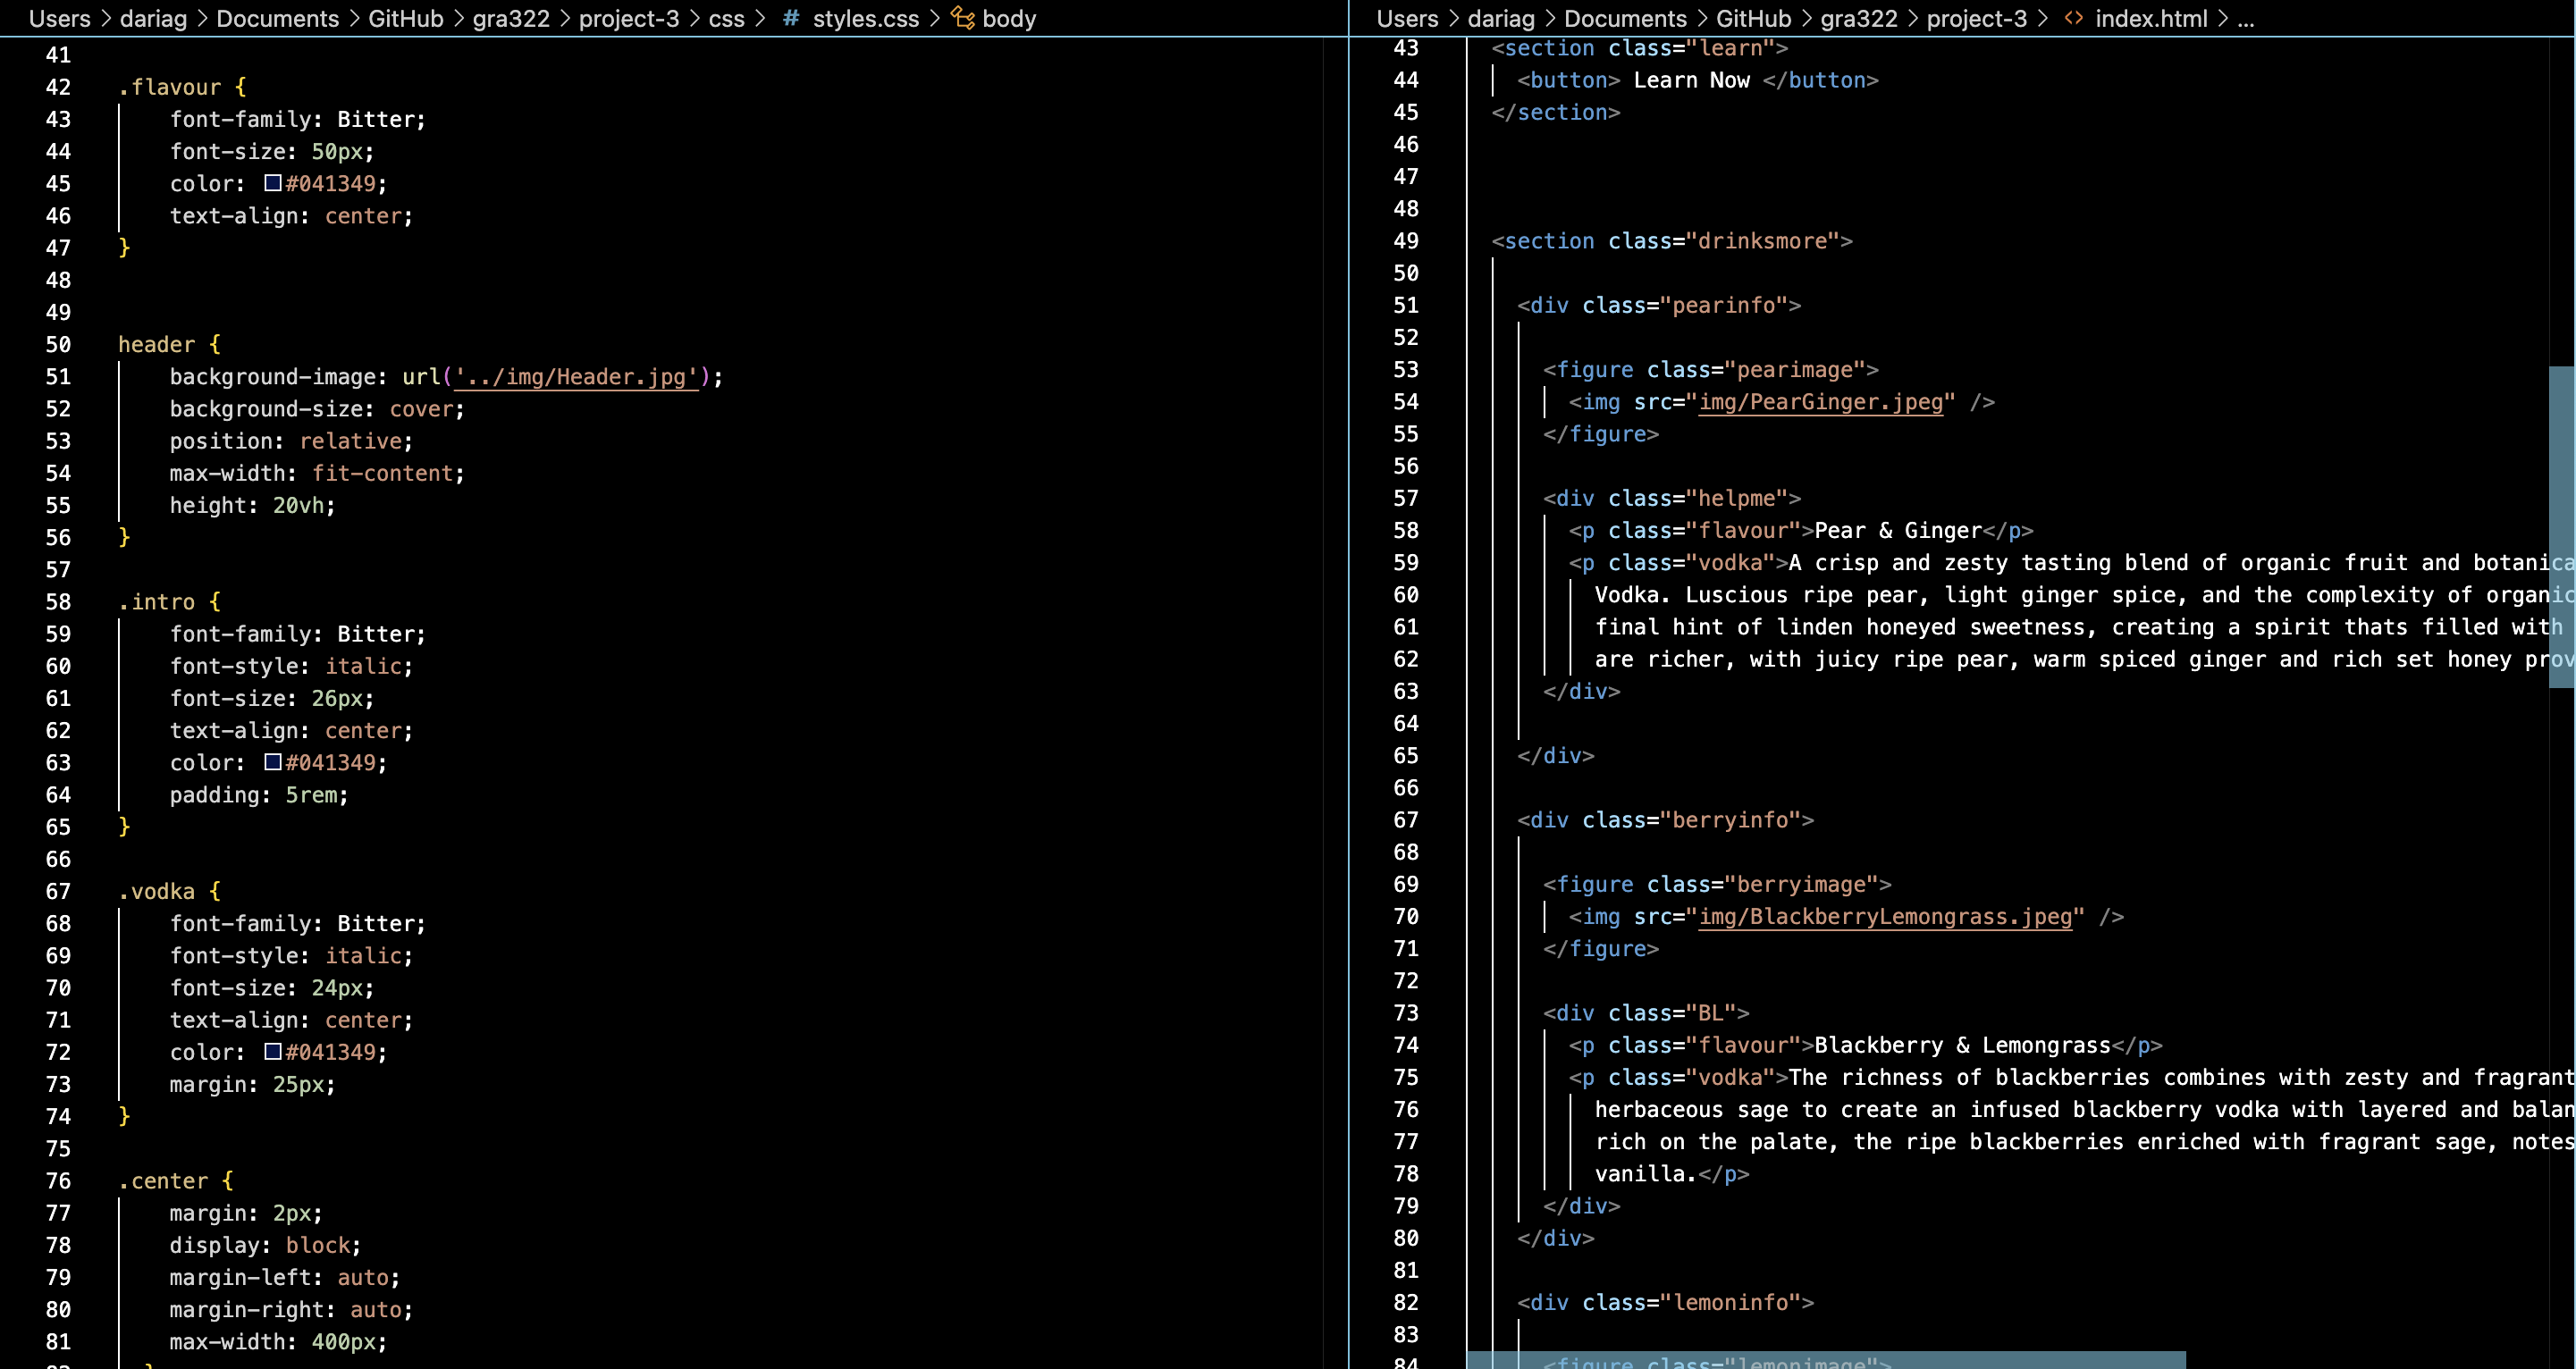 Users > dariag > Documents > GitHub > gra322 > project-3 > css > # styles.css > body
41
42 .flavour {
43     font-family: Bitter;
44     font-size: 50px;
45     color: #041349;
46     text-align: center;
47 }
48
49
50 header {
51     background-image: url('../img/Header.jpg');
52     background-size: cover;
53     position: relative;
54     max-width: fit-content;
55     height: 20vh;
56 }
57
58 .intro {
59     font-family: Bitter;
60     font-style: italic;
61     font-size: 26px;
62     text-align: center;
63     color: #041349;
64     padding: 5rem;
65 }
66
67 .vodka {
68     font-family: Bitter;
69     font-style: italic;
70     font-size: 24px;
71     text-align: center;
72     color: #041349;
73     margin: 25px;
74 }
75
76 .center {
77     margin: 2px;
78     display: block;
79     margin-left: auto;
80     margin-right: auto;
81     max-width: 400px;
Users > dariag > Documents > GitHub > gra322 > project-3 > <> index.html > ...
43 <section class="learn">
44   <button> Learn Now </button>
45 </section>
46
47
48
49 <section class="drinksmore">
50
51   <div class="pearinfo">
52
53     <figure class="pearimage">
54       <img src="img/PearGinger.jpeg" />
55     </figure>
56
57     <div class="helpme">
58       <p class="flavour">Pear & Ginger</p>
59       <p class="vodka">A crisp and zesty tasting blend of organic fruit and botanica
60         Vodka. Luscious ripe pear, light ginger spice, and the complexity of organic
61         final hint of linden honeyed sweetness, creating a spirit thats filled with
62         are richer, with juicy ripe pear, warm spiced ginger and rich set honey prov
63     </div>
64
65   </div>
66
67   <div class="berryinfo">
68
69     <figure class="berryimage">
70       <img src="img/BlackberryLemongrass.jpeg" />
71     </figure>
72
73     <div class="BL">
74       <p class="flavour">Blackberry & Lemongrass</p>
75       <p class="vodka">The richness of blackberries combines with zesty and fragrant
76         herbaceous sage to create an infused blackberry vodka with layered and balan
77         rich on the palate, the ripe blackberries enriched with fragrant sage, notes
78         vanilla.</p>
79     </div>
80   </div>
81
82   <div class="lemoninfo">
83
84     <figure class="lemonimage">